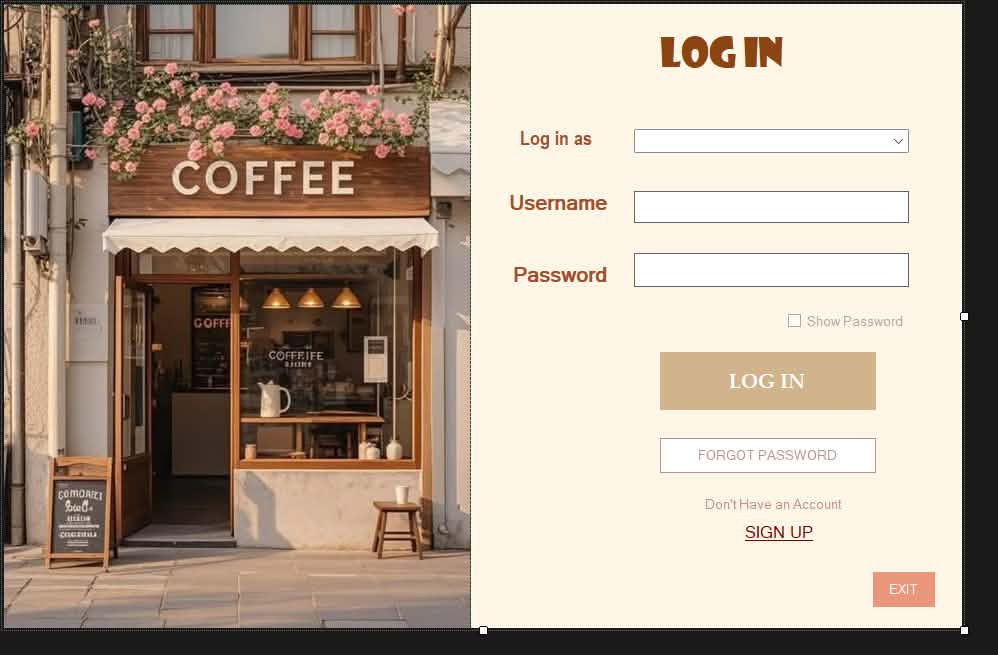 LOG IN
COFFEE
Log in as
Username
Password
Show Password
LOG IN
FORGOT PASSWORD
Don't Have an Account
SIGN UP
EXIT